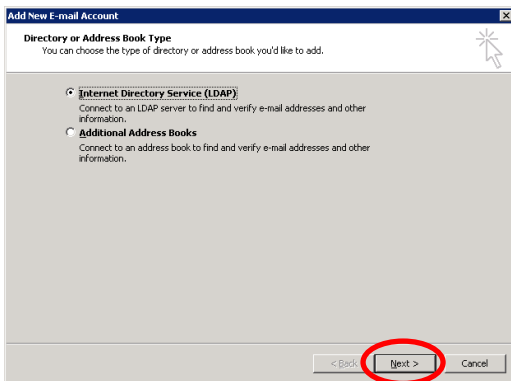 Add New E-mail Account
Directory or Address Book Type
You can choose the type of directory or address book you'd like to add.
Internet Directory Service (LDAP)
Connect to an LDAP server to find and verify e-mail addresses and other
information.
Additional Address Books
Connect to an address book to find and verify e-mail addresses and other
information.
< Back
Next >
Cancel